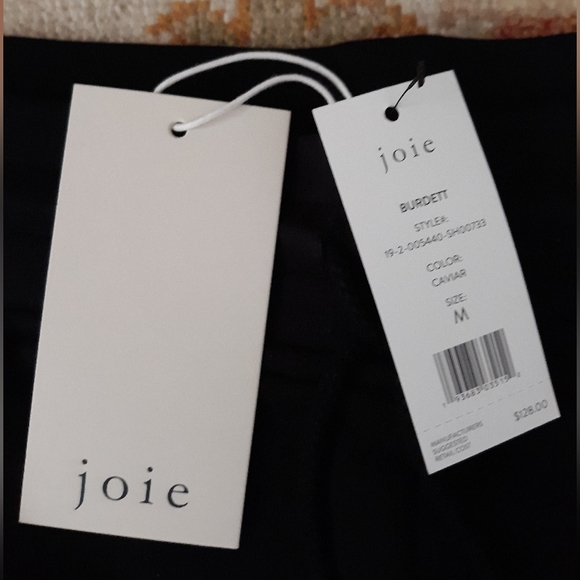 joie
joie
BURDETT
STYLE#:
19-2-005440-SH00733
COLOR:
CAVIAR
SIZE:
M
$128.00
MANUFACTURERS
SUGGESTED
RETAIL COST